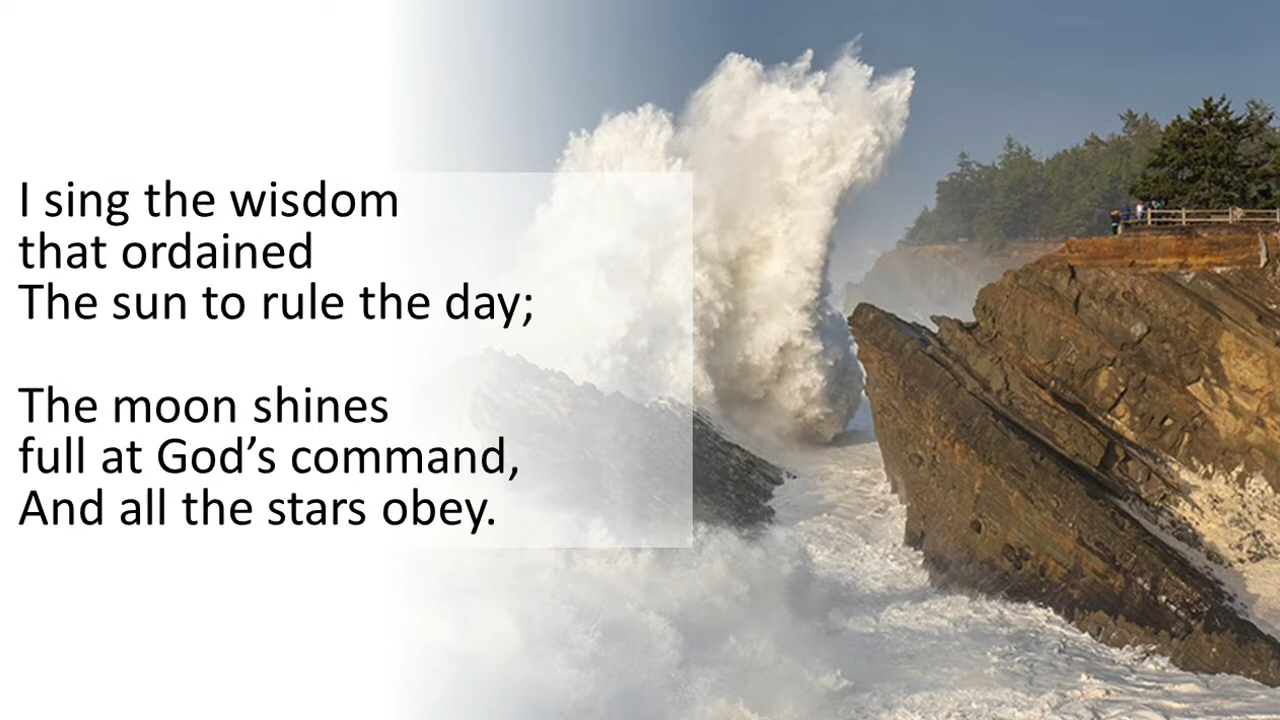 I sing the wisdom
that ordained
The sun to rule the day;
The moon shines
full at God’s command,
And all the stars obey.